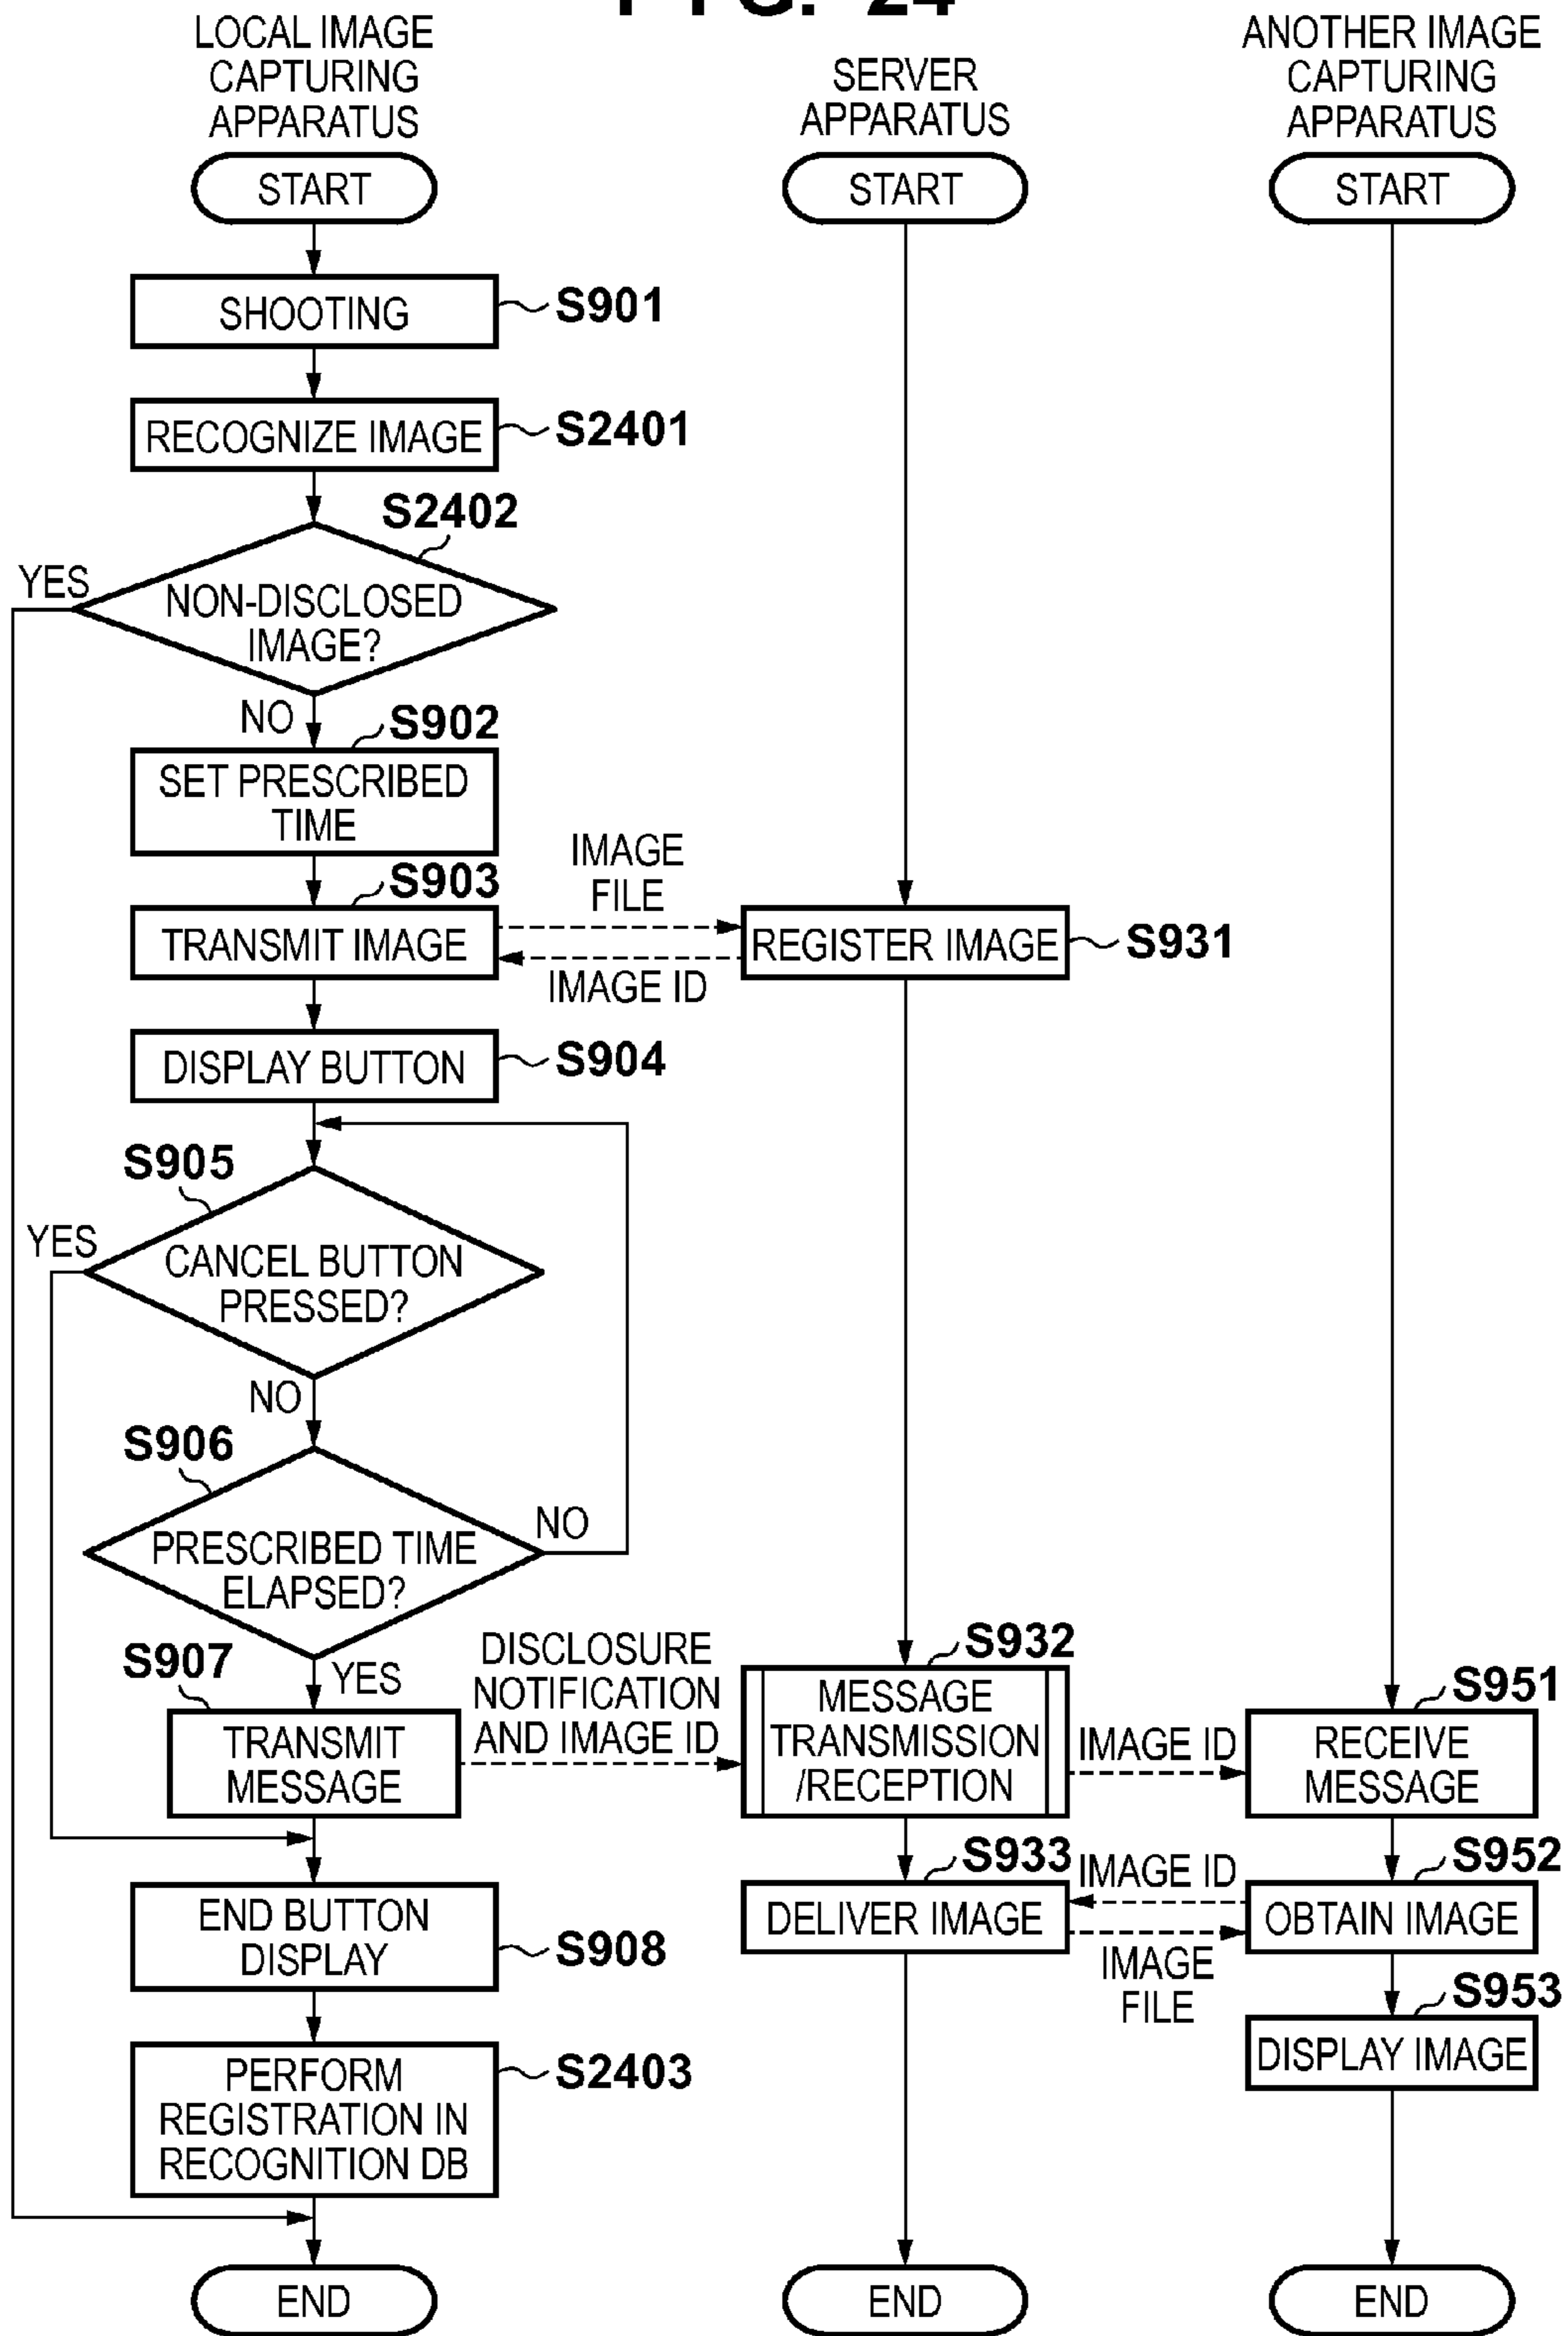 FIG. 24
LOCAL IMAGE
CAPTURING
APPARATUS
START
SHOOTING
S901
RECOGNIZE IMAGE
S2401
S2402
YES
NON-DISCLOSED
IMAGE?
NO
S902
SET PRESCRIBED
TIME
S903
TRANSMIT IMAGE
IMAGE
FILE
IMAGE ID
DISPLAY BUTTON
S904
S905
YES
CANCEL BUTTON
PRESSED?
NO
S906
PRESCRIBED TIME
ELAPSED?
NO
S907
YES
TRANSMIT
MESSAGE
DISCLOSURE
NOTIFICATION
AND IMAGE ID
END BUTTON
DISPLAY
S908
PERFORM
REGISTRATION IN
RECOGNITION DB
S2403
END
SERVER
APPARATUS
START
REGISTER IMAGE
S931
S932
MESSAGE
TRANSMISSION
/RECEPTION
IMAGE ID
S933
DELIVER IMAGE
IMAGE ID
IMAGE
FILE
END
ANOTHER IMAGE
CAPTURING
APPARATUS
START
S951
RECEIVE
MESSAGE
S952
OBTAIN IMAGE
S953
DISPLAY IMAGE
END